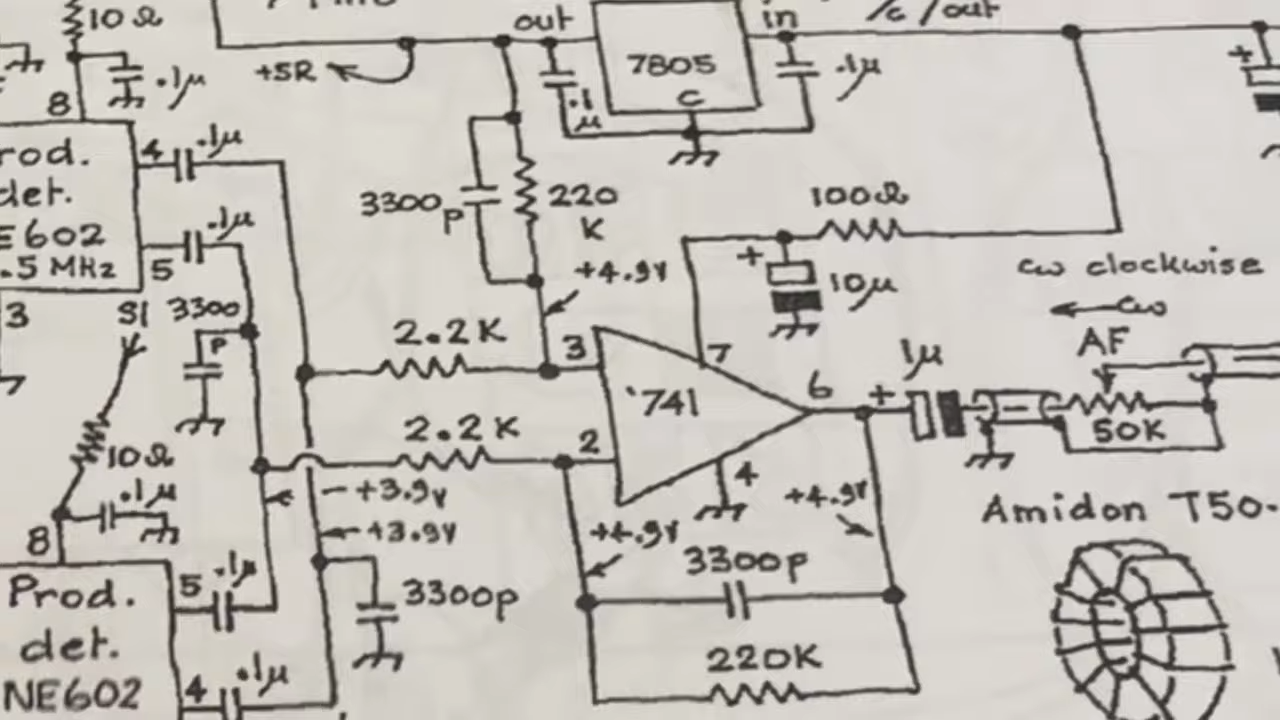 10Ω
out
in
/c/out
+5R
7805
C
.1μ
.1
μ
.1μ
8
rod.
det.
E602
.5 MHz
4
.1μ
5
.1μ
3
S1
3300
P
3300
p
220
K
+4.9v
100Ω
+
10μ
+
cw clockwise
cw
AF
2.2K
3
7
'741
6
+
1μ
50K
2.2K
2
4
+3.9v
+3.9v
+4.9v
+4.9v
10Ω
.1μ
8
Amidon T50-
3300p
3300p
220K
5
.1μ
Prod.
det.
NE602
4
.1μ